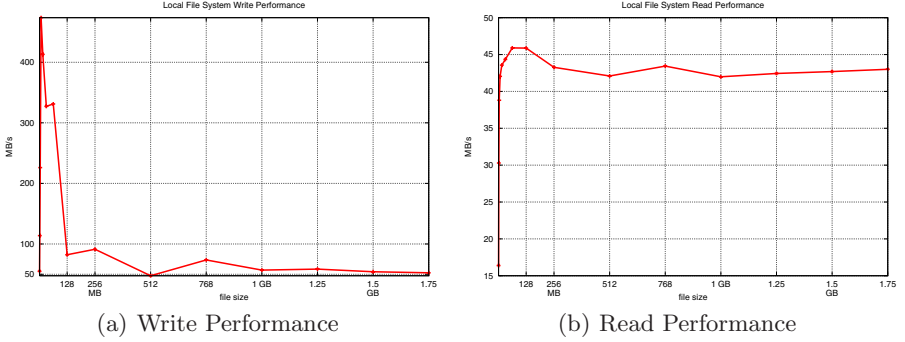 Local File System Write Performance
400
300
200
100
50
MB/s
128
256
MB
512
768
1 GB
1.25
1.5
GB
1.75
file size
(a) Write Performance
Local File System Read Performance
50
45
40
35
30
25
20
15
MB/s
128
256
MB
512
768
1 GB
1.25
1.5
GB
1.75
file size
(b) Read Performance